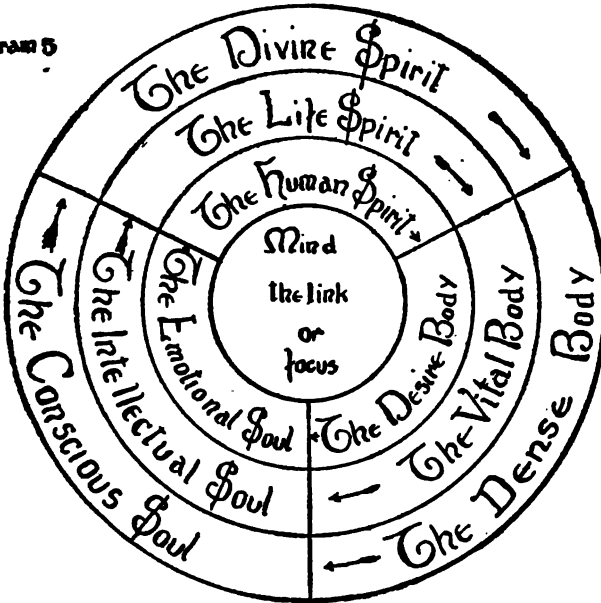 ram 5
The Divine Spirit
The Life Spirit
The Human Spirit
Mind
the link
or
focus
The Desire Body
The Vital Body
The Dense Body
The Emotional Soul
The Intellectual Soul
The Conscious Soul